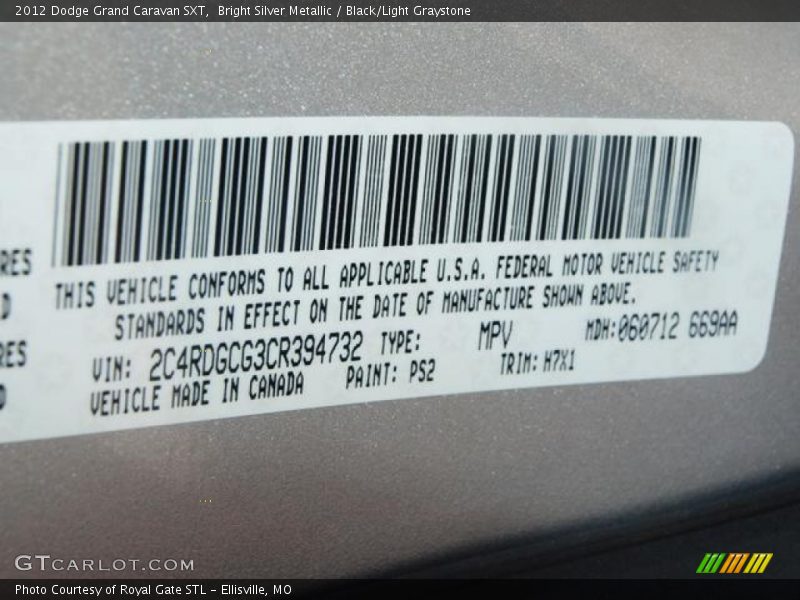 2012 Dodge Grand Caravan SXT, Bright Silver Metallic / Black/Light Graystone
THIS VEHICLE CONFORMS TO ALL APPLICABLE U.S.A. FEDERAL MOTOR VEHICLE SAFETY
STANDARDS IN EFFECT ON THE DATE OF MANUFACTURE SHOWN ABOVE.
VIN: 2C4RDGCG3CR394732 TYPE: MPV MDH:060712 669AA
VEHICLE MADE IN CANADA PAINT: PS2 TRIM: H7X1
GTCARLOT.COM
Photo Courtesy of Royal Gate STL - Ellisville, MO